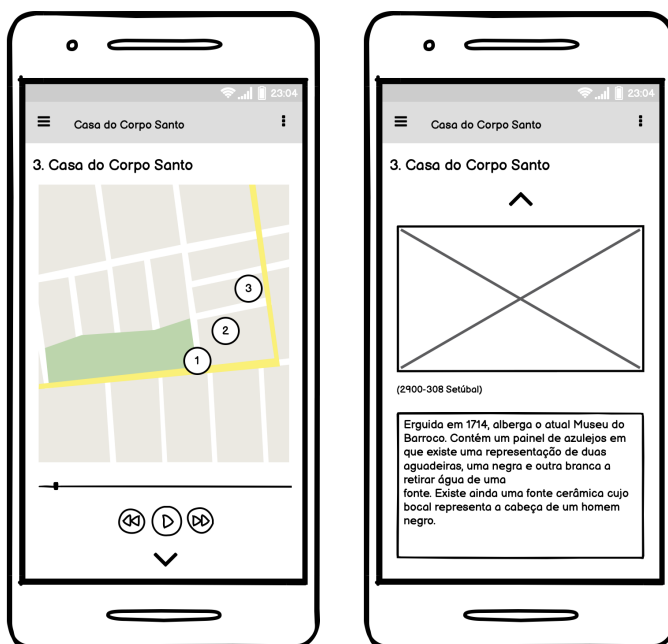 23:04
Casa do Corpo Santo
3. Casa do Corpo Santo
3
2
1
23:04
Casa do Corpo Santo
3. Casa do Corpo Santo
(2900-308 Setúbal)
Erguida em 1714, alberga o atual Museu do
Barroco. Contém um painel de azulejos em
que existe uma representação de duas
aguadeiras, uma negra e outra branca a
retirar água de uma
fonte. Existe ainda uma fonte cerâmica cujo
bocal representa a cabeça de um homem
negro.